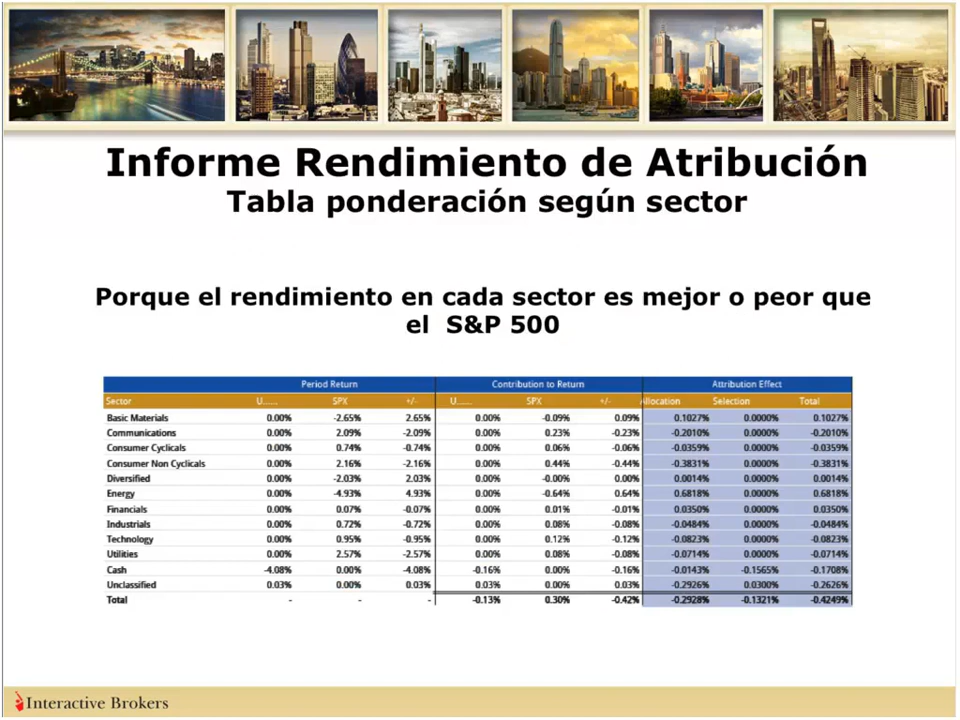 Informe Rendimiento de Atribución
Tabla ponderación según sector
Porque el rendimiento en cada sector es mejor o peor que
el S&P 500
Period Return Contribution to Return Attribution Effect
Sector U...... SPX +/- U...... SPX +/- Allocation Selection Total
Basic Materials 0.00% -2.65% 2.65% 0.00% -0.09% 0.09% 0.1027% 0.0000% 0.1027%
Communications 0.00% 2.09% -2.09% 0.00% 0.23% -0.23% -0.2010% 0.0000% -0.2010%
Consumer Cyclicals 0.00% 0.74% -0.74% 0.00% 0.06% -0.06% -0.0359% 0.0000% -0.0359%
Consumer Non Cyclicals 0.00% 2.16% -2.16% 0.00% 0.44% -0.44% -0.3831% 0.0000% -0.3831%
Diversified 0.00% -2.03% 2.03% 0.00% -0.00% 0.00% 0.0014% 0.0000% 0.0014%
Energy 0.00% -4.93% 4.93% 0.00% -0.64% 0.64% 0.6818% 0.0000% 0.6818%
Financials 0.00% 0.07% -0.07% 0.00% 0.01% -0.01% 0.0350% 0.0000% 0.0350%
Industrials 0.00% 0.72% -0.72% 0.00% 0.08% -0.08% -0.0484% 0.0000% -0.0484%
Technology 0.00% 0.95% -0.95% 0.00% 0.12% -0.12% -0.0823% 0.0000% -0.0823%
Utilities 0.00% 2.57% -2.57% 0.00% 0.08% -0.08% -0.0714% 0.0000% -0.0714%
Cash -4.08% 0.00% -4.08% -0.16% 0.00% -0.16% -0.0143% -0.1565% -0.1708%
Unclassified 0.03% 0.00% 0.03% 0.03% 0.00% 0.03% -0.2926% 0.0300% -0.2626%
Total - - - -0.13% 0.30% -0.42% -0.2928% -0.1321% -0.4249%
Interactive Brokers